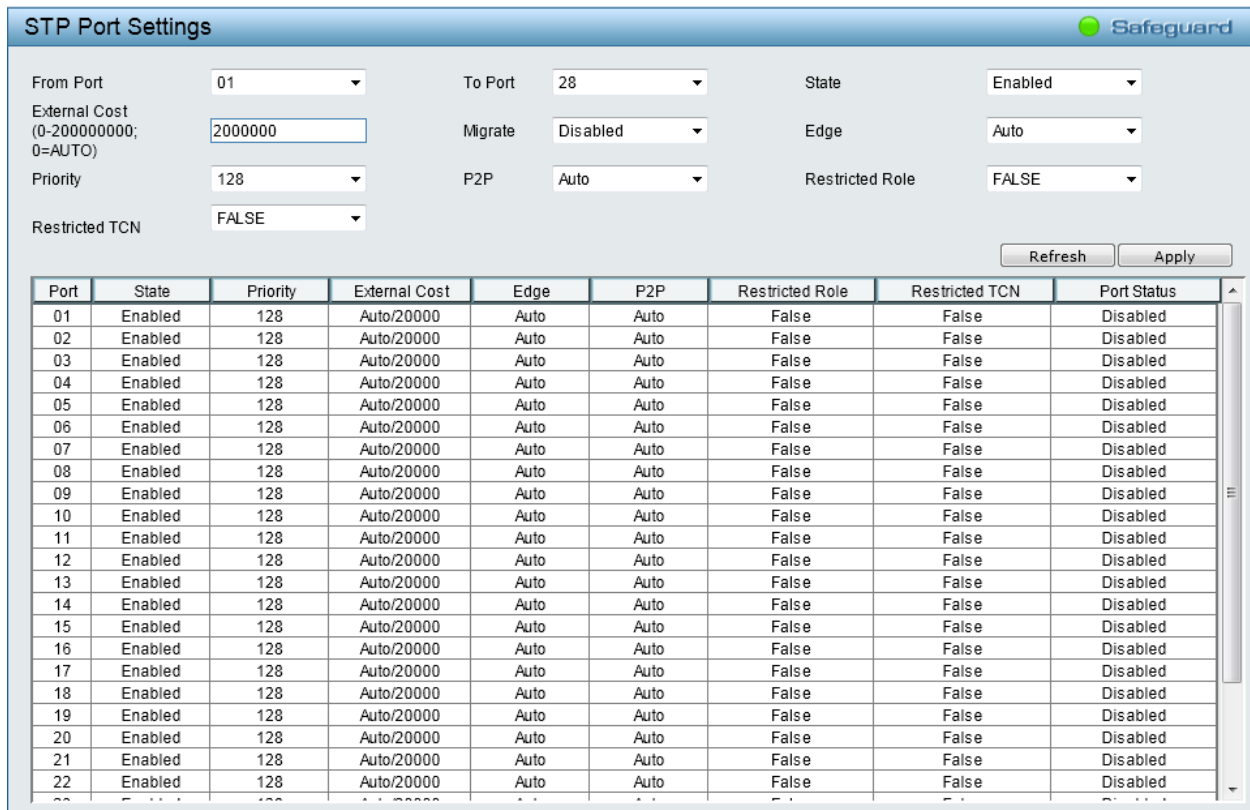 STP Port Settings Safeguard
From Port 01 To Port 28 State Enabled
External Cost
(0-200000000;
0=AUTO) 2000000 Migrate Disabled Edge Auto
Priority 128 P2P Auto Restricted Role FALSE
Restricted TCN FALSE
Refresh Apply
Port State Priority External Cost Edge P2P Restricted Role Restricted TCN Port Status
01 Enabled 128 Auto/20000 Auto Auto False False Disabled
02 Enabled 128 Auto/20000 Auto Auto False False Disabled
03 Enabled 128 Auto/20000 Auto Auto False False Disabled
04 Enabled 128 Auto/20000 Auto Auto False False Disabled
05 Enabled 128 Auto/20000 Auto Auto False False Disabled
06 Enabled 128 Auto/20000 Auto Auto False False Disabled
07 Enabled 128 Auto/20000 Auto Auto False False Disabled
08 Enabled 128 Auto/20000 Auto Auto False False Disabled
09 Enabled 128 Auto/20000 Auto Auto False False Disabled
10 Enabled 128 Auto/20000 Auto Auto False False Disabled
11 Enabled 128 Auto/20000 Auto Auto False False Disabled
12 Enabled 128 Auto/20000 Auto Auto False False Disabled
13 Enabled 128 Auto/20000 Auto Auto False False Disabled
14 Enabled 128 Auto/20000 Auto Auto False False Disabled
15 Enabled 128 Auto/20000 Auto Auto False False Disabled
16 Enabled 128 Auto/20000 Auto Auto False False Disabled
17 Enabled 128 Auto/20000 Auto Auto False False Disabled
18 Enabled 128 Auto/20000 Auto Auto False False Disabled
19 Enabled 128 Auto/20000 Auto Auto False False Disabled
20 Enabled 128 Auto/20000 Auto Auto False False Disabled
21 Enabled 128 Auto/20000 Auto Auto False False Disabled
22 Enabled 128 Auto/20000 Auto Auto False False Disabled